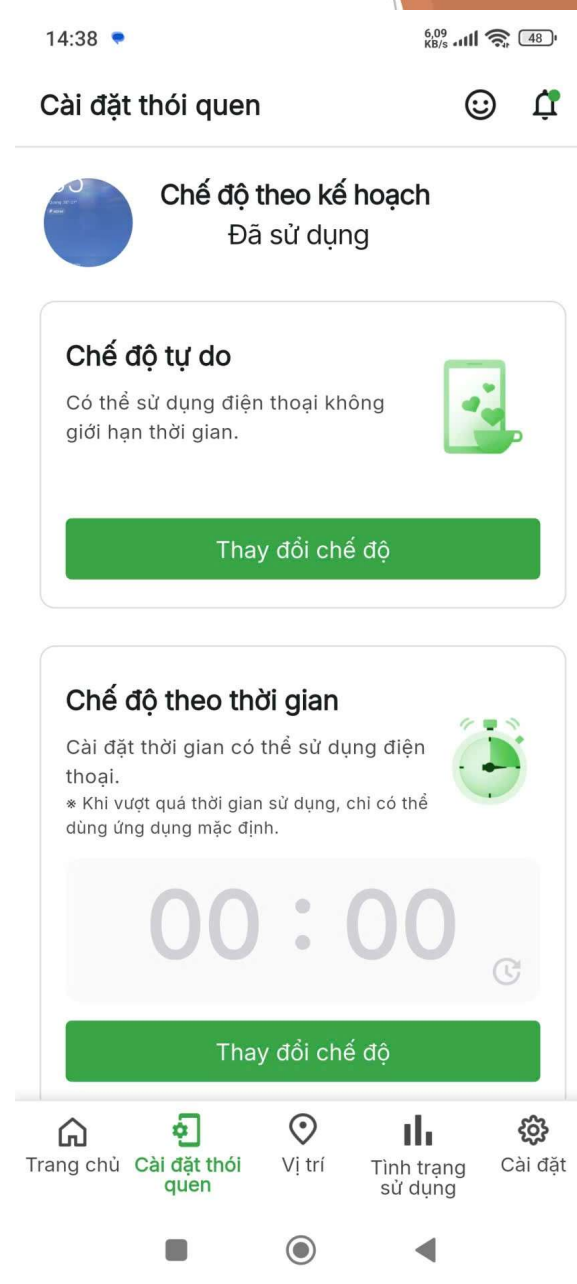 14:38
6,09
KB/s
48
Cài đặt thói quen
Chế độ theo kế hoạch
Đã sử dụng
Chế độ tự do
Có thể sử dụng điện thoại không
giới hạn thời gian.
Thay đổi chế độ
Chế độ theo thời gian
Cài đặt thời gian có thể sử dụng điện
thoại.
※ Khi vượt quá thời gian sử dụng, chỉ có thể
dùng ứng dụng mặc định.
00 : 00
Thay đổi chế độ
Trang chủ
Cài đặt thói
quen
Vị trí
Tình trạng
sử dụng
Cài đặt